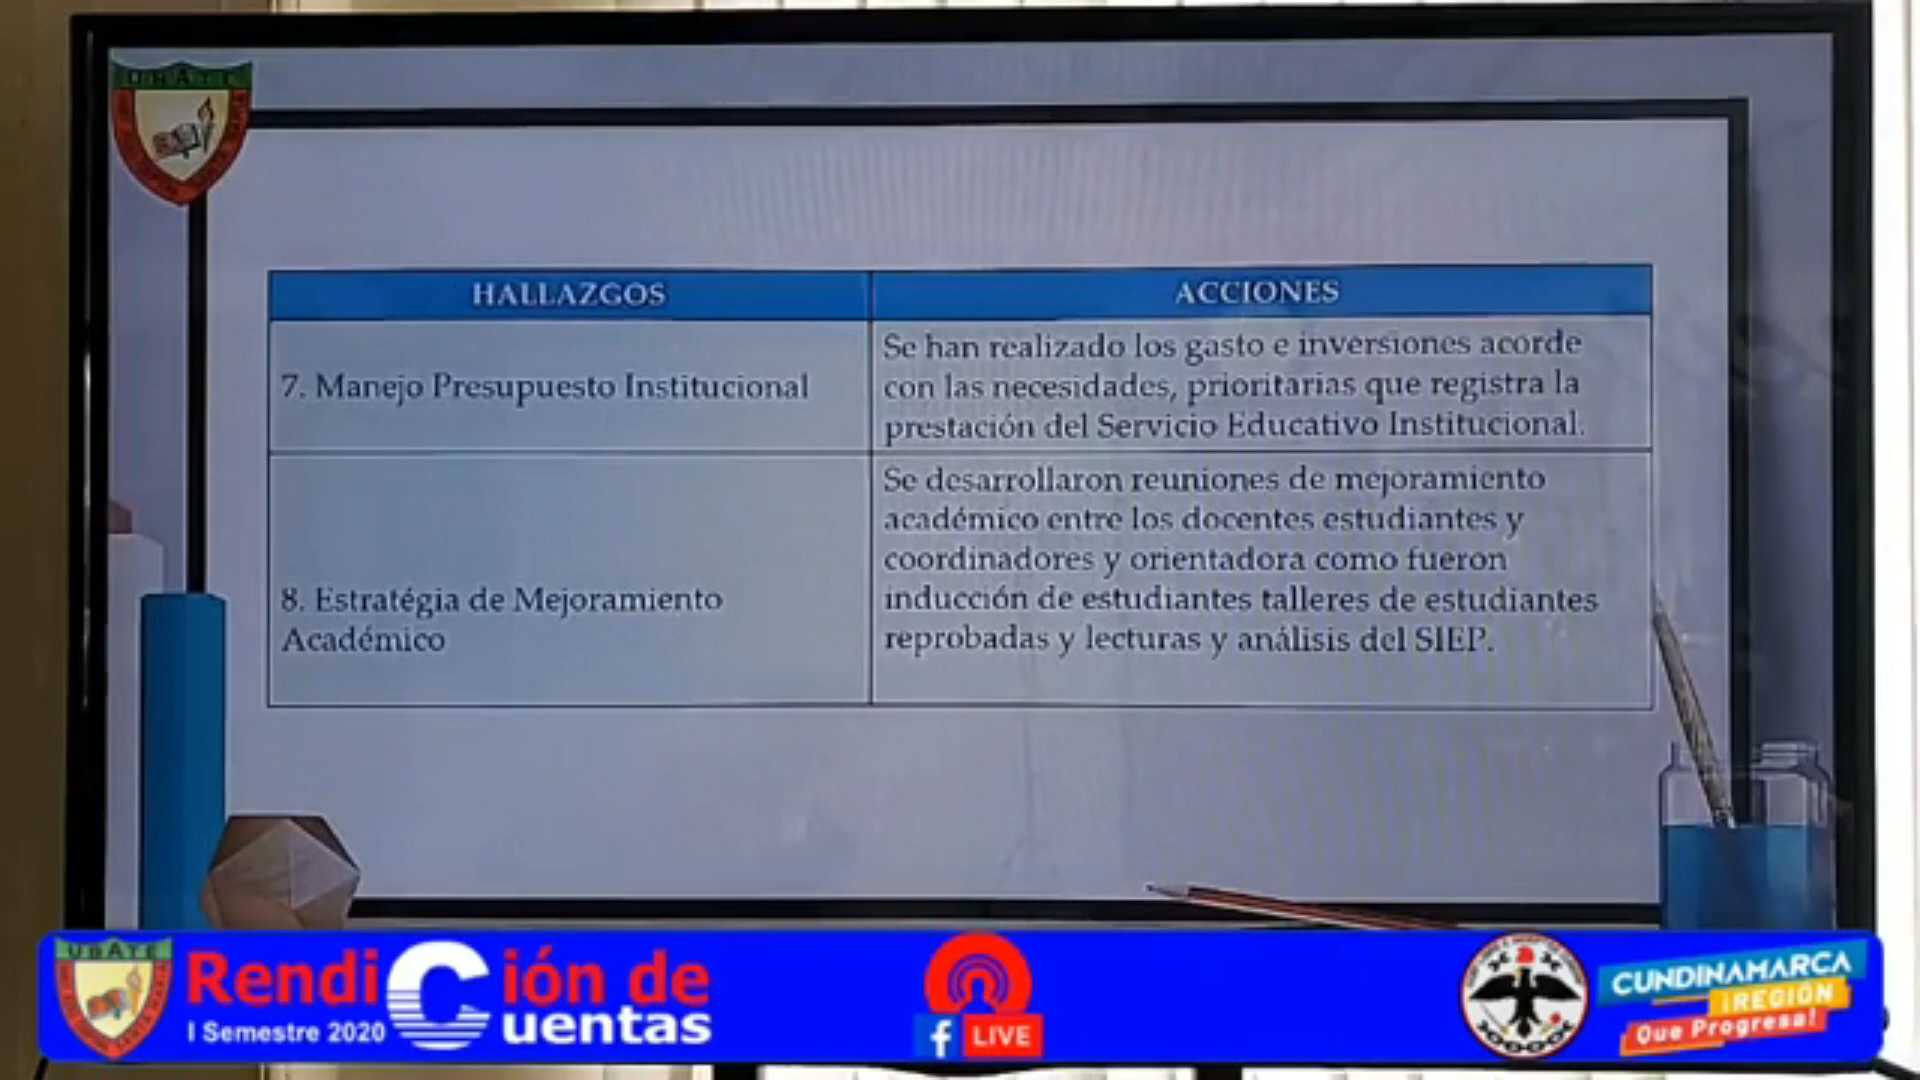 UBATE
HALLAZGOS
ACCIONES
7. Manejo Presupuesto Institucional
Se han realizado los gasto e inversiones acorde
con las necesidades, prioritarias que registra la
prestación del Servicio Educativo Institucional.
8. Estratégia de Mejoramiento
Académico
Se desarrollaron reuniones de mejoramiento
académico entre los docentes estudiantes y
coordinadores y orientadora como fueron
inducción de estudiantes talleres de estudiantes
reprobadas y lecturas y análisis del SIEP.
UBATE
Rendición de
Cuentas
I Semestre 2020
f LIVE
CUNDINAMARCA
¡REGIÓN
Que Progresa!